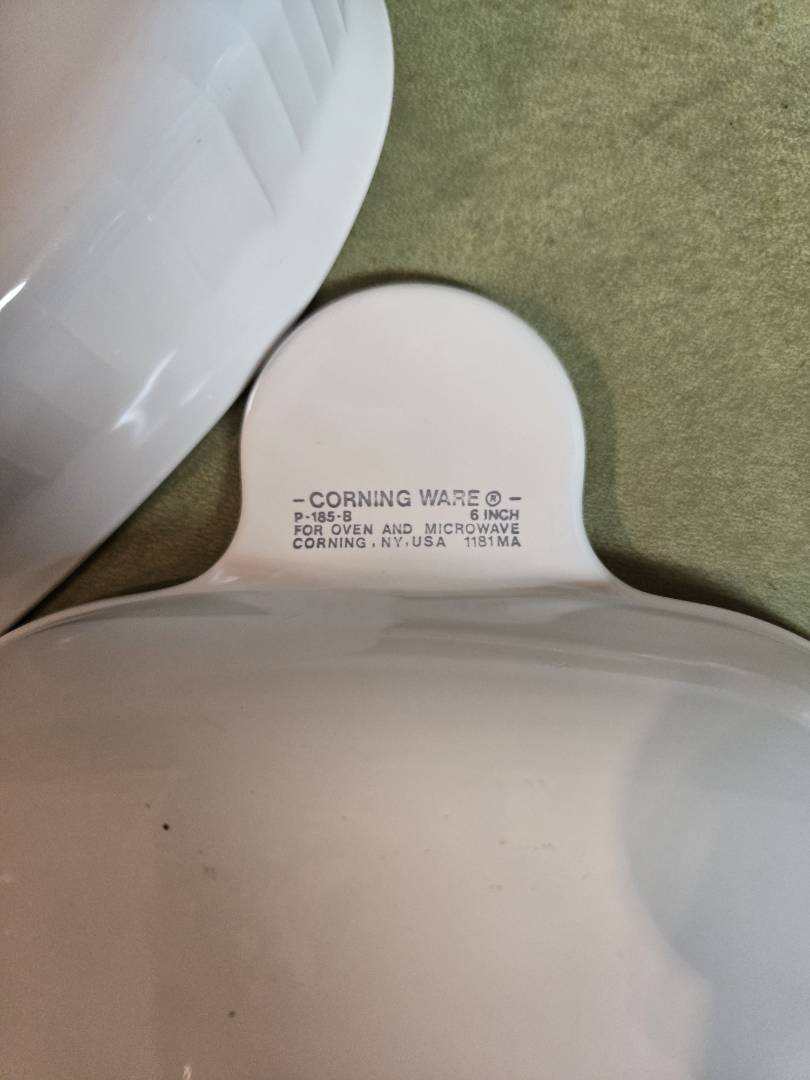 -CORNING WARE®-
P-185-B 6 INCH
FOR OVEN AND MICROWAVE
CORNING, NY, USA 1181MA